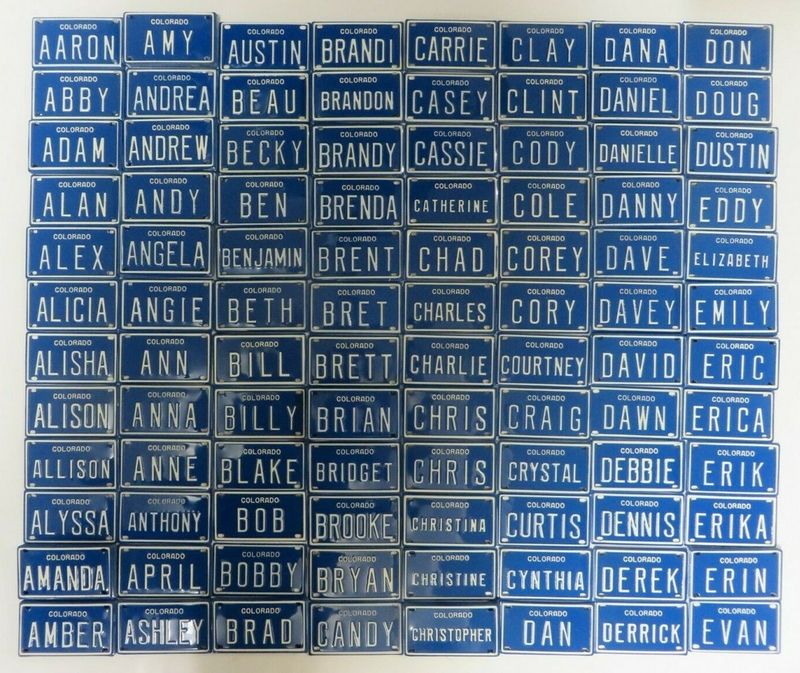 COLORADO
AARON
COLORADO
ABBY
COLORADO
ADAM
COLORADO
ALAN
COLORADO
ALEX
COLORADO
ALICIA
COLORADO
ALISHA
COLORADO
ALISON
COLORADO
ALLISON
COLORADO
ALYSSA
COLORADO
AMANDA
COLORADO
AMBER
COLORADO
AMY
COLORADO
ANDREA
COLORADO
ANDREW
COLORADO
ANDY
COLORADO
ANGELA
COLORADO
ANGIE
COLORADO
ANN
COLORADO
ANNA
COLORADO
ANNE
COLORADO
ANTHONY
COLORADO
APRIL
COLORADO
ASHLEY
COLORADO
AUSTIN
COLORADO
BEAU
COLORADO
BECKY
COLORADO
BEN
COLORADO
BENJAMIN
COLORADO
BETH
COLORADO
BILL
COLORADO
BILLY
COLORADO
BLAKE
COLORADO
BOB
COLORADO
BOBBY
COLORADO
BRAD
COLORADO
BRANDI
COLORADO
BRANDON
COLORADO
BRANDY
COLORADO
BRENDA
COLORADO
BRENT
COLORADO
BRET
COLORADO
BRETT
COLORADO
BRIAN
COLORADO
BRIDGET
COLORADO
BROOKE
COLORADO
BRYAN
COLORADO
CANDY
COLORADO
CARRIE
COLORADO
CASEY
COLORADO
CASSIE
COLORADO
CATHERINE
COLORADO
CHAD
COLORADO
CHARLES
COLORADO
CHARLIE
COLORADO
CHRIS
COLORADO
CHRIS
COLORADO
CHRISTINA
COLORADO
CHRISTINE
COLORADO
CHRISTOPHER
COLORADO
CLAY
COLORADO
CLINT
COLORADO
CODY
COLORADO
COLE
COLORADO
COREY
COLORADO
CORY
COLORADO
COURTNEY
COLORADO
CRAIG
COLORADO
CRYSTAL
COLORADO
CURTIS
COLORADO
CYNTHIA
COLORADO
DAN
COLORADO
DANA
COLORADO
DANIEL
COLORADO
DANIELLE
COLORADO
DANNY
COLORADO
DAVE
COLORADO
DAVEY
COLORADO
DAVID
COLORADO
DAWN
COLORADO
DEBBIE
COLORADO
DENNIS
COLORADO
DEREK
COLORADO
DERRICK
COLORADO
DON
COLORADO
DOUG
COLORADO
DUSTIN
COLORADO
EDDY
COLORADO
ELIZABETH
COLORADO
EMILY
COLORADO
ERIC
COLORADO
ERICA
COLORADO
ERIK
COLORADO
ERIKA
COLORADO
ERIN
COLORADO
EVAN